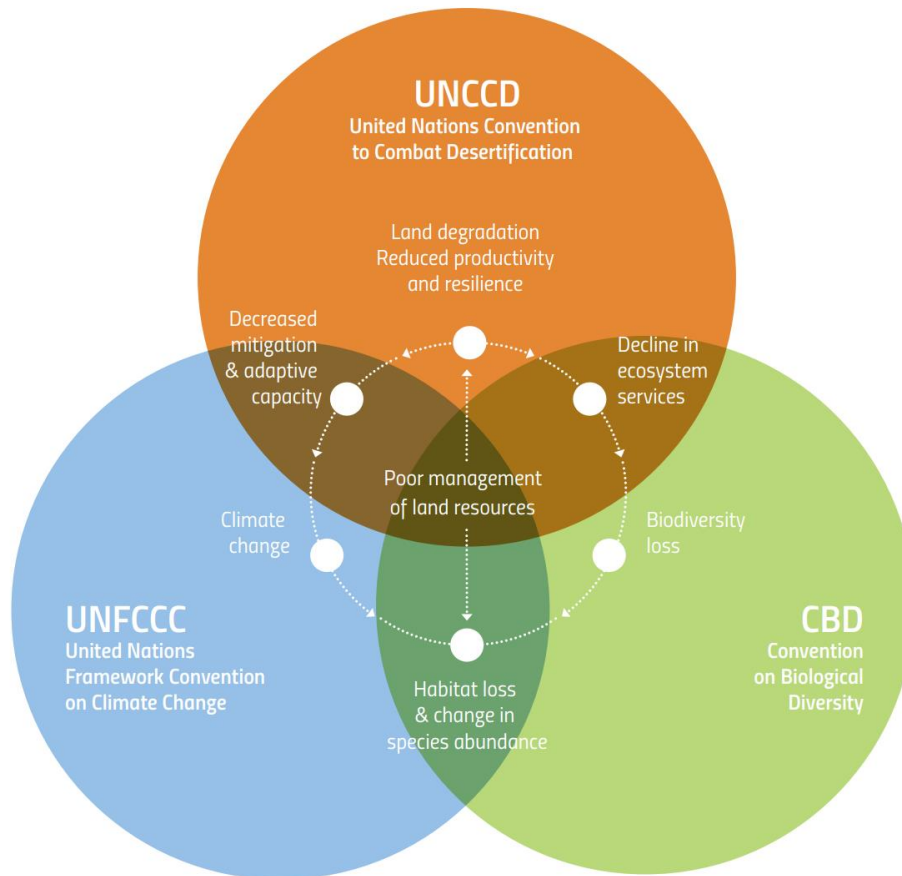 UNCCD
United Nations Convention
to Combat Desertification
Land degradation
Reduced productivity
and resilience
Decreased
mitigation
& adaptive
capacity
Decline in
ecosystem
services
Poor management
of land resources
Climate
change
Biodiversity
loss
UNFCCC
United Nations
Framework Convention
on Climate Change
CBD
Convention
on Biological
Diversity
Habitat loss
& change in
species abundance